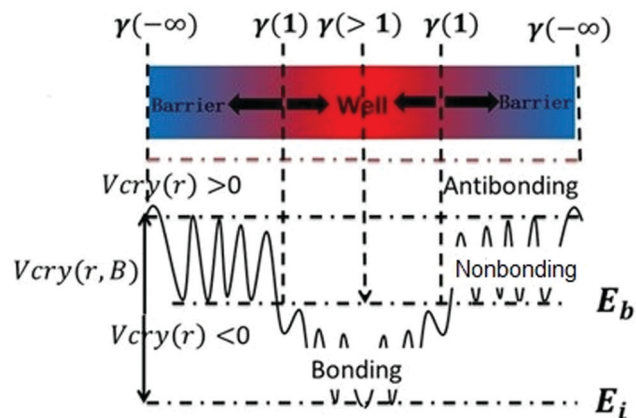 γ(−∞) γ(1) γ(> 1) γ(1) γ(−∞)
Barrier Well Barrier
Vcry(r) >0 Antibonding
Vcry(r, B) Nonbonding
E_b
Vcry(r) <0
Bonding
E_i